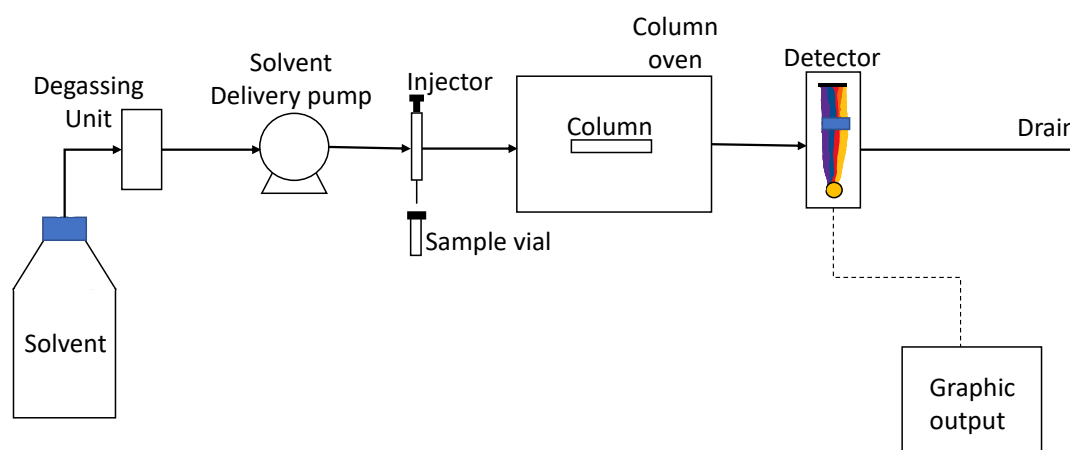 Degassing
Unit
Solvent
Delivery pump
Injector
Column
oven
Detector
Column
Drain
Sample vial
Solvent
Graphic
output